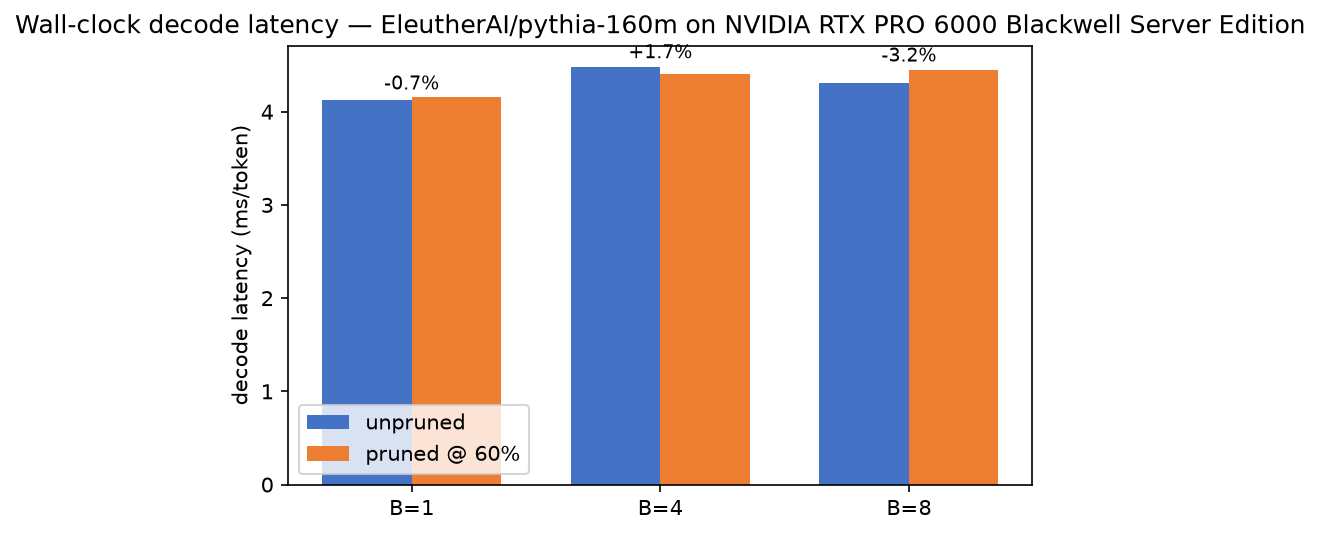 Wall-clock decode latency — EleutherAI/pythia-160m on NVIDIA RTX PRO 6000 Blackwell Server Edition
-0.7%
+1.7%
-3.2%
decode latency (ms/token)
4
3
2
1
0
unpruned
pruned @ 60%
B=1
B=4
B=8